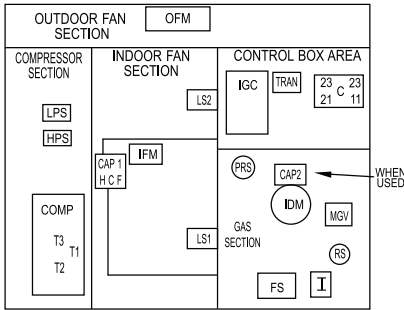 OUTDOOR FAN
SECTION
OFM
COMPRESSOR
SECTION
LPS
HPS
COMP
T3
T1
T2
INDOOR FAN
SECTION
LS2
IFM
CAP 1
H C F
LS1
CONTROL BOX AREA
IGC
TRAN
23 23
C
21 11
PRS
CAP2
WHEN
USED
IDM
MGV
GAS
SECTION
RS
FS
I